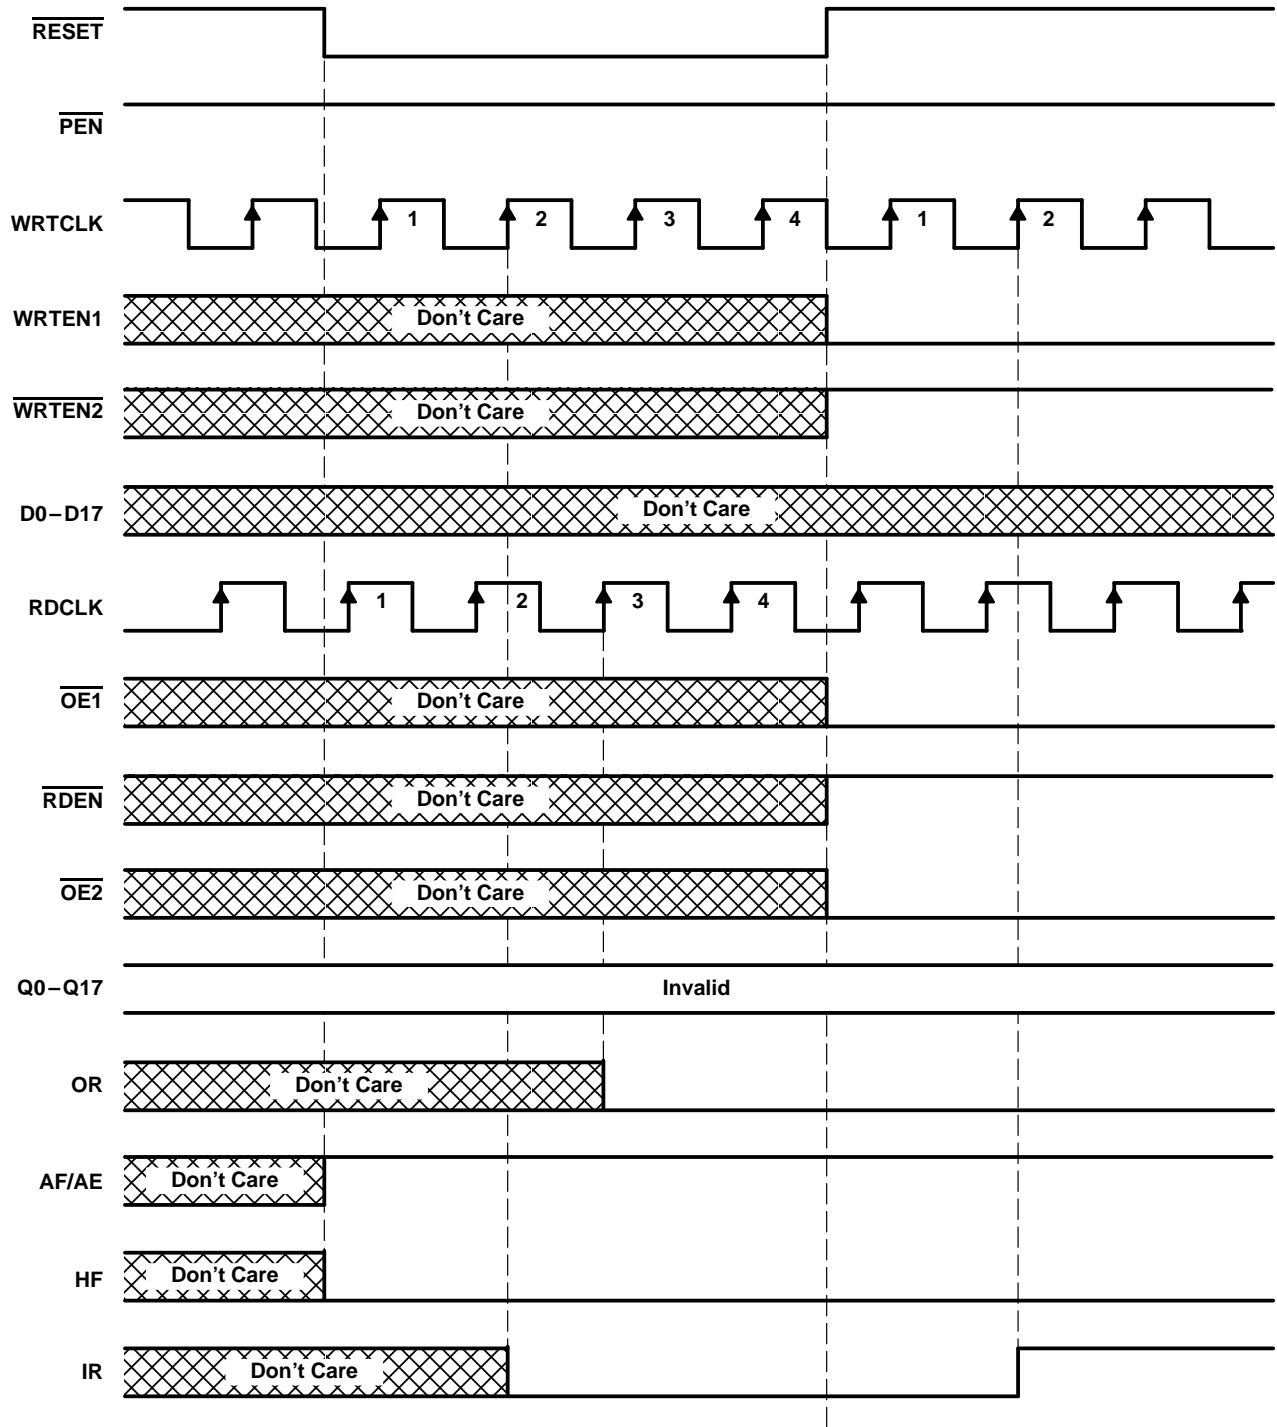 RESET
PEN
WRTCLK 1 2 3 4 1 2
WRTEN1 Don't Care
WRTEN2 Don't Care
D0–D17 Don't Care
RDCLK 1 2 3 4
OE1 Don't Care
RDEN Don't Care
OE2 Don't Care
Q0–Q17 Invalid
OR Don't Care
AF/AE Don't Care
HF Don't Care
IR Don't Care